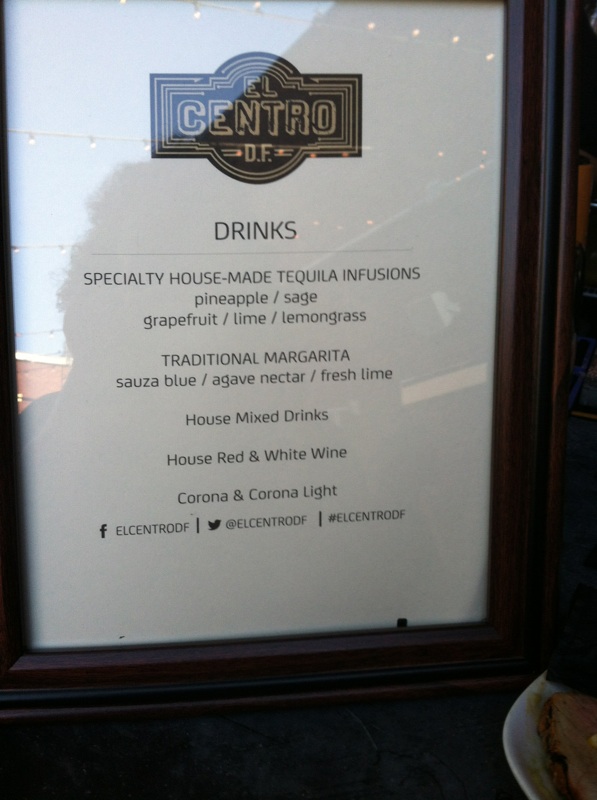 EL
CENTRO
D.F.
DRINKS
SPECIALTY HOUSE-MADE TEQUILA INFUSIONS
pineapple / sage
grapefruit / lime / lemongrass
TRADITIONAL MARGARITA
sauza blue / agave nectar / fresh lime
House Mixed Drinks
House Red & White Wine
Corona & Corona Light
f ELCENTRODF | @ELCENTRODF | #ELCENTRODF